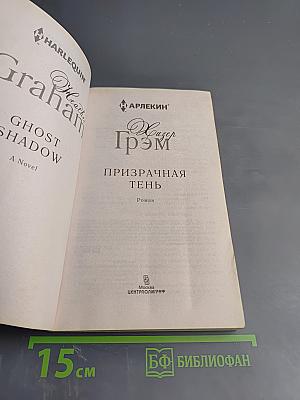 HARLEQUIN
Heather
Graham
GHOST
SHADOW
A Novel
АРЛЕКИН®
Хизер
Грэм
ПРИЗРАЧНАЯ
ТЕНЬ
Роман
Москва
ЦЕНТРПОЛИГРАФ
15 см
БФ БИБЛИОФАН